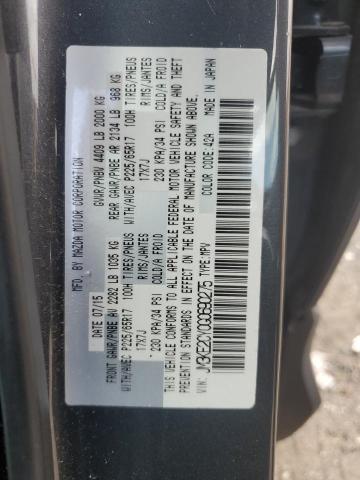 MFD. BY MAZDA MOTOR CORPORATION
DATE 07/15 GVWR/PNBV 4409 LB 2000 KG
FRONT GAWR/PNBE AV 2282 LB 1035 KG REAR GAWR/PNBE AR 2134 LB 968 KG
WITH/AVEC P225/65R17 100H TIRES/PNEUS WITH/AVEC P225/65R17 100H TIRES/PNEUS
17X7J RIMS/JANTES 17X7J RIMS/JANTES
230 KPA/34 PSI COLD/A FROID 230 KPA/34 PSI COLD/A FROID
THIS VEHICLE CONFORMS TO ALL APPLICABLE FEDERAL MOTOR VEHICLE SAFETY AND THEFT
PREVENTION STANDARDS IN EFFECT ON THE DATE OF MANUFACTURE SHOWN ABOVE.
VIN: JM3KE2CY0G0690275 TYPE:MPV COLOR CODE:42A MADE IN JAPAN